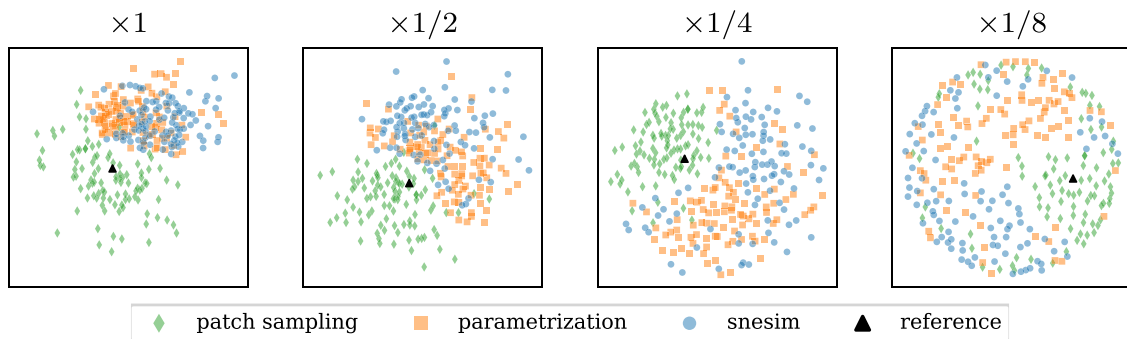 ×1 ×1/2 ×1/4 ×1/8
patch sampling parametrization snesim reference